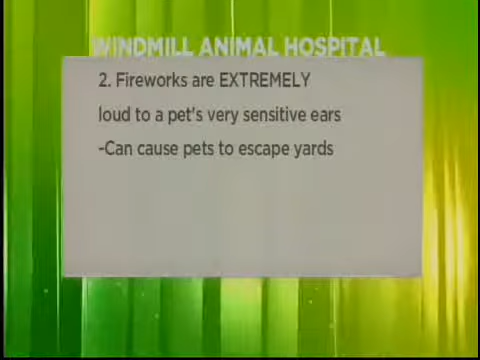 WINDMILL ANIMAL HOSPITAL
2. Fireworks are EXTREMELY
loud to a pet's very sensitive ears
-Can cause pets to escape yards